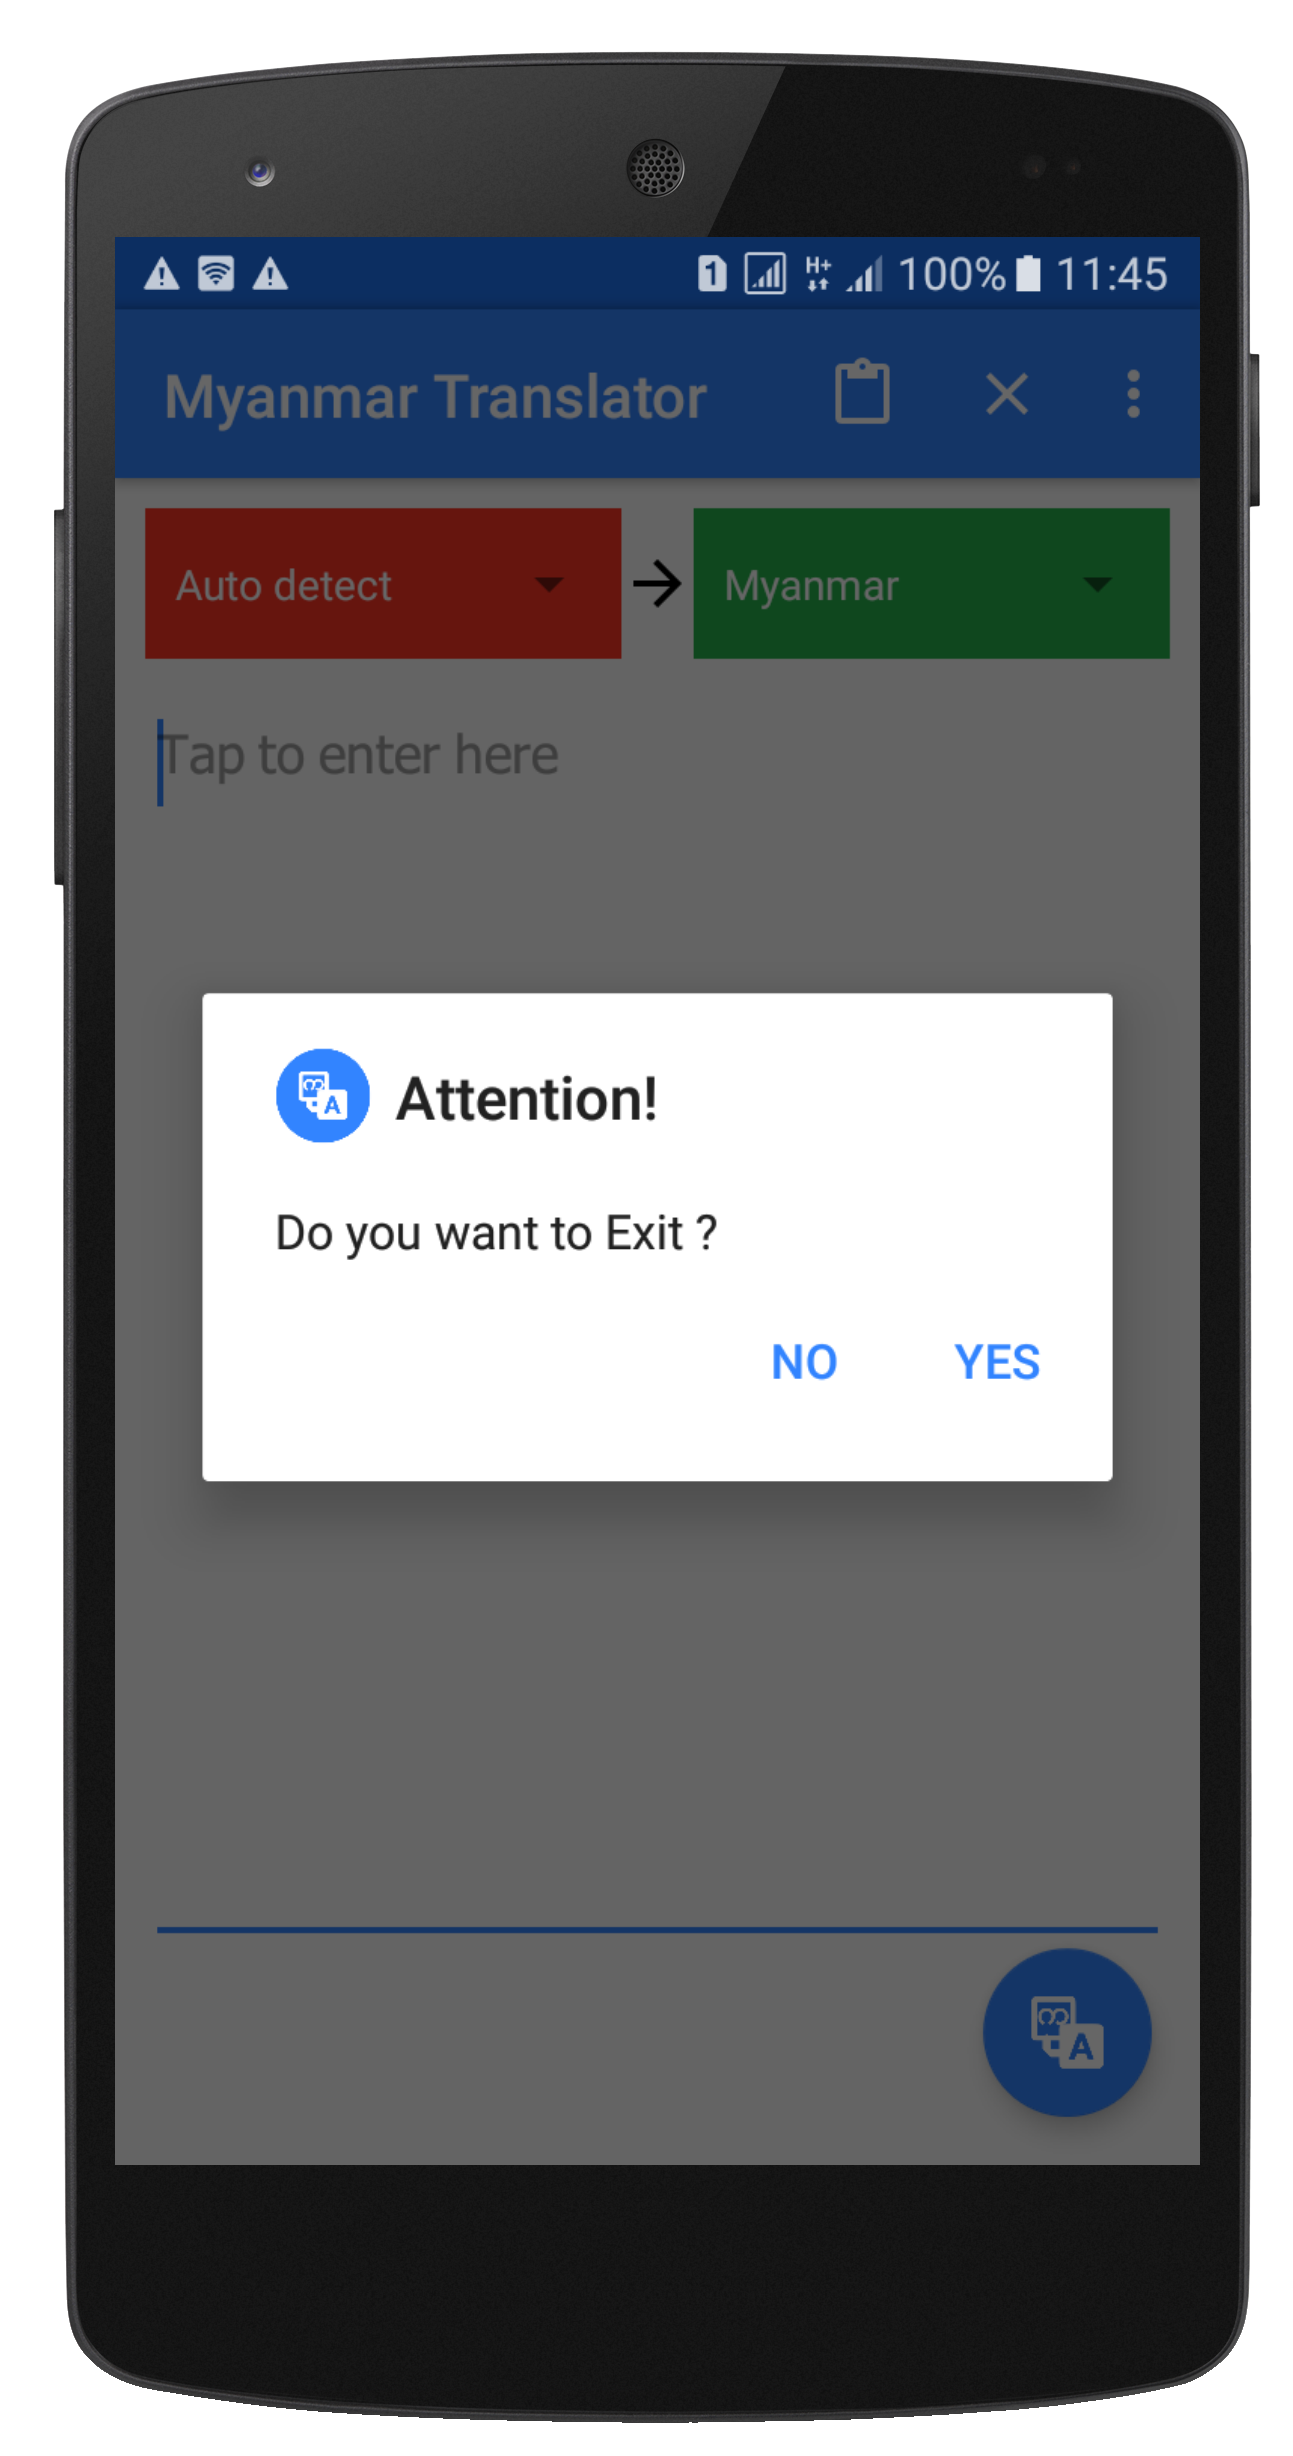 1 H+ 100% 11:45
Myanmar Translator
Auto detect → Myanmar
Tap to enter here
A Attention!
Do you want to Exit ?
NO YES
A